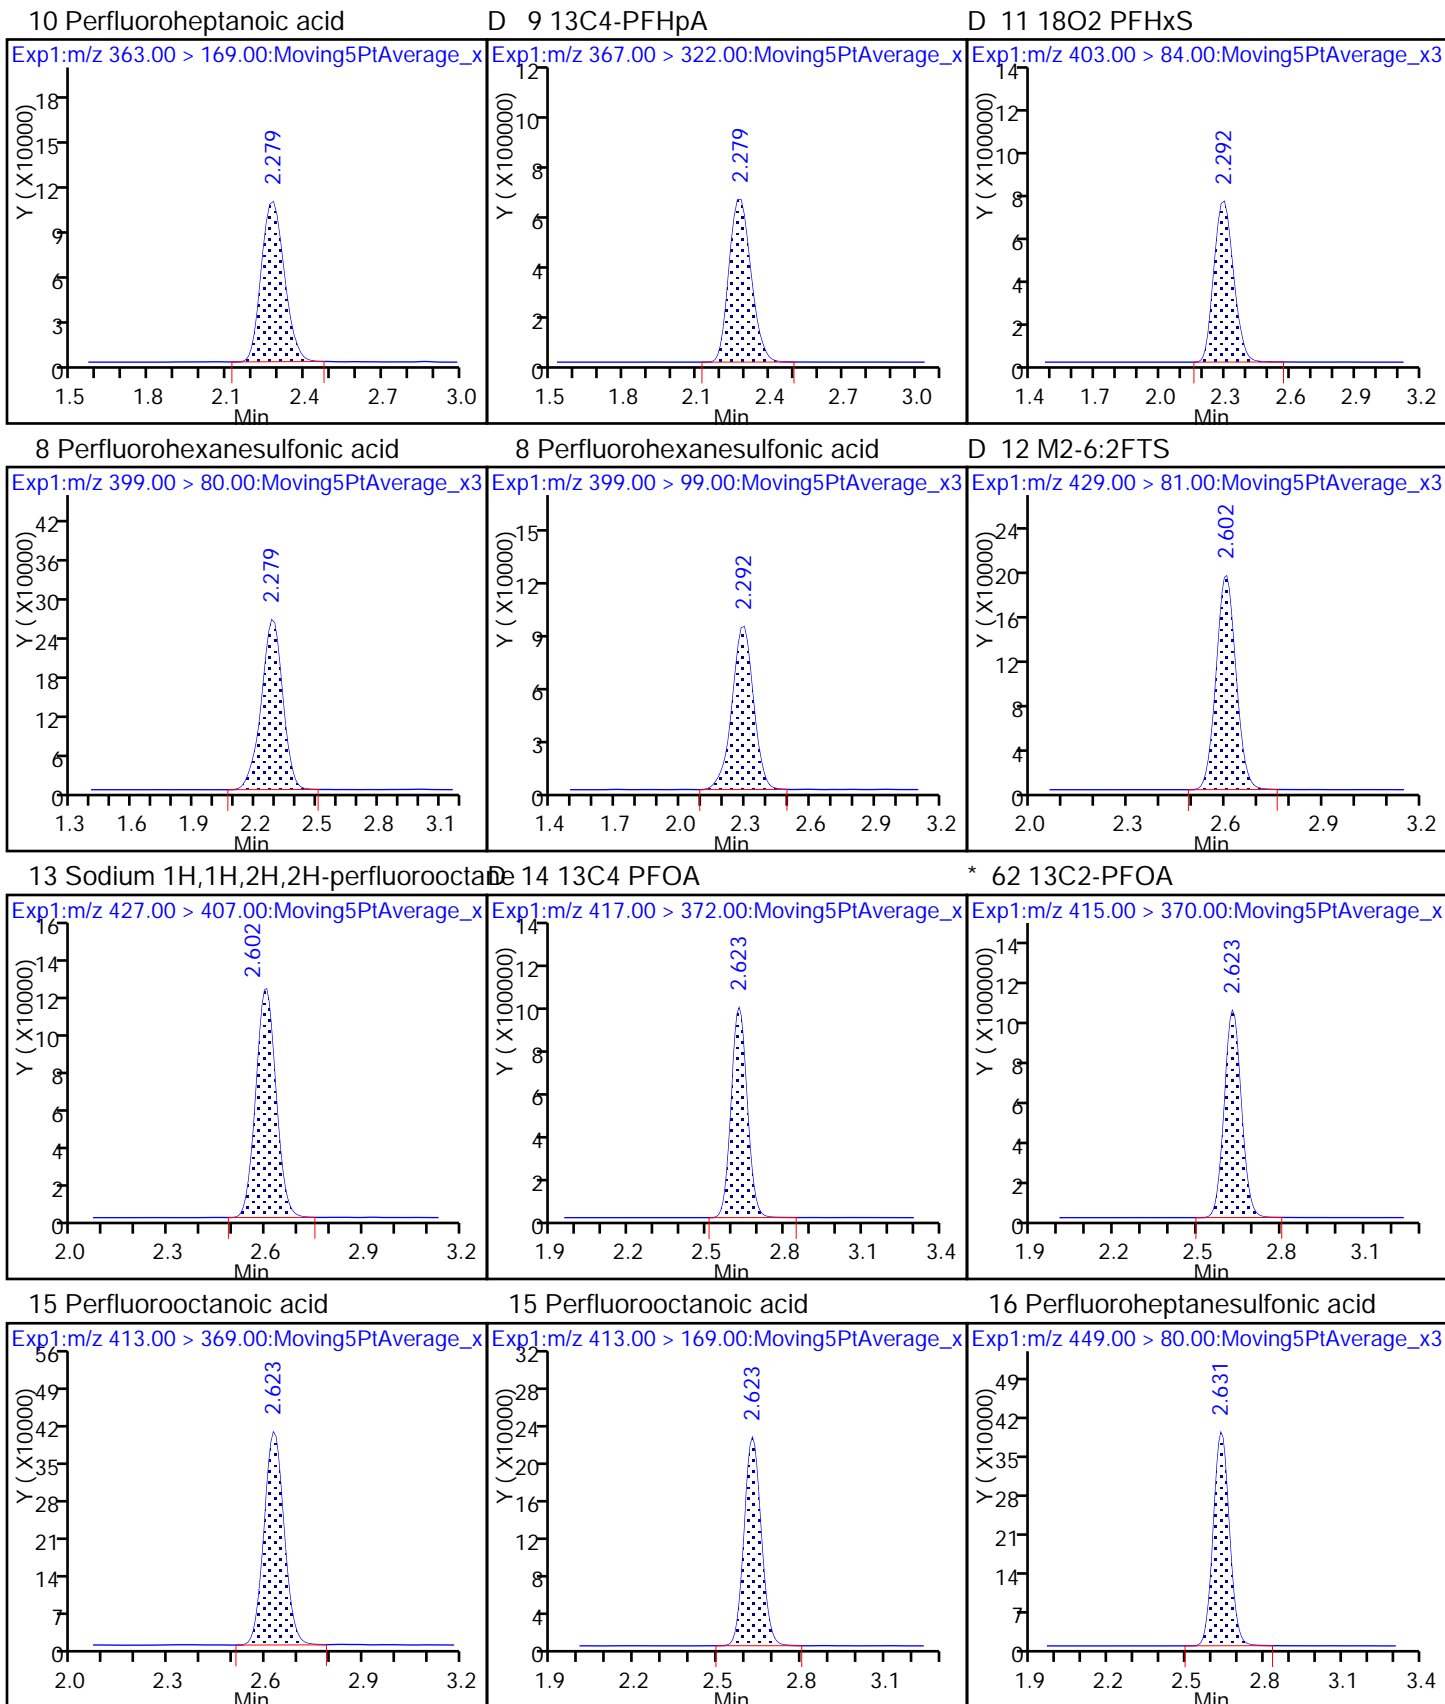 10 Perfluoroheptanoic acid
Exp1:m/z 363.00 > 169.00:Moving5PtAverage_x
Y ( X10000)
18
15
12
9
6
3
0
2.279
1.5 1.8 2.1 2.4 2.7 3.0
Min
D 9 13C4-PFHpA
Exp1:m/z 367.00 > 322.00:Moving5PtAverage_x
Y ( X100000)
12
10
8
6
4
2
0
2.279
1.5 1.8 2.1 2.4 2.7 3.0
Min
D 11 18O2 PFHxS
Exp1:m/z 403.00 > 84.00:Moving5PtAverage_x3
Y ( X100000)
14
12
10
8
6
4
2
0
2.292
1.4 1.7 2.0 2.3 2.6 2.9 3.2
Min
8 Perfluorohexanesulfonic acid
Exp1:m/z 399.00 > 80.00:Moving5PtAverage_x3
Y ( X10000)
42
36
30
24
18
12
6
0
2.279
1.3 1.6 1.9 2.2 2.5 2.8 3.1
Min
8 Perfluorohexanesulfonic acid
Exp1:m/z 399.00 > 99.00:Moving5PtAverage_x3
Y ( X10000)
15
12
9
6
3
0
2.292
1.4 1.7 2.0 2.3 2.6 2.9 3.2
Min
D 12 M2-6:2FTS
Exp1:m/z 429.00 > 81.00:Moving5PtAverage_x3
Y ( X10000)
24
20
16
12
8
4
0
2.602
2.0 2.3 2.6 2.9 3.2
Min
13 Sodium 1H,1H,2H,2H-perfluorooctane
Exp1:m/z 427.00 > 407.00:Moving5PtAverage_x
Y ( X10000)
16
14
12
10
8
6
4
2
0
2.602
2.0 2.3 2.6 2.9 3.2
Min
D 14 13C4 PFOA
Exp1:m/z 417.00 > 372.00:Moving5PtAverage_x
Y ( X100000)
14
12
10
8
6
4
2
0
2.623
1.9 2.2 2.5 2.8 3.1 3.4
Min
* 62 13C2-PFOA
Exp1:m/z 415.00 > 370.00:Moving5PtAverage_x
Y ( X100000)
14
12
10
8
6
4
2
0
2.623
1.9 2.2 2.5 2.8 3.1
Min
15 Perfluorooctanoic acid
Exp1:m/z 413.00 > 369.00:Moving5PtAverage_x
Y ( X10000)
56
49
42
35
28
21
14
7
0
2.623
2.0 2.3 2.6 2.9 3.2
Min
15 Perfluorooctanoic acid
Exp1:m/z 413.00 > 169.00:Moving5PtAverage_x
Y ( X10000)
32
28
24
20
16
12
8
4
0
2.623
1.9 2.2 2.5 2.8 3.1
Min
16 Perfluoroheptanesulfonic acid
Exp1:m/z 449.00 > 80.00:Moving5PtAverage_x3
Y ( X10000)
49
42
35
28
21
14
7
0
2.631
1.9 2.2 2.5 2.8 3.1 3.4
Min